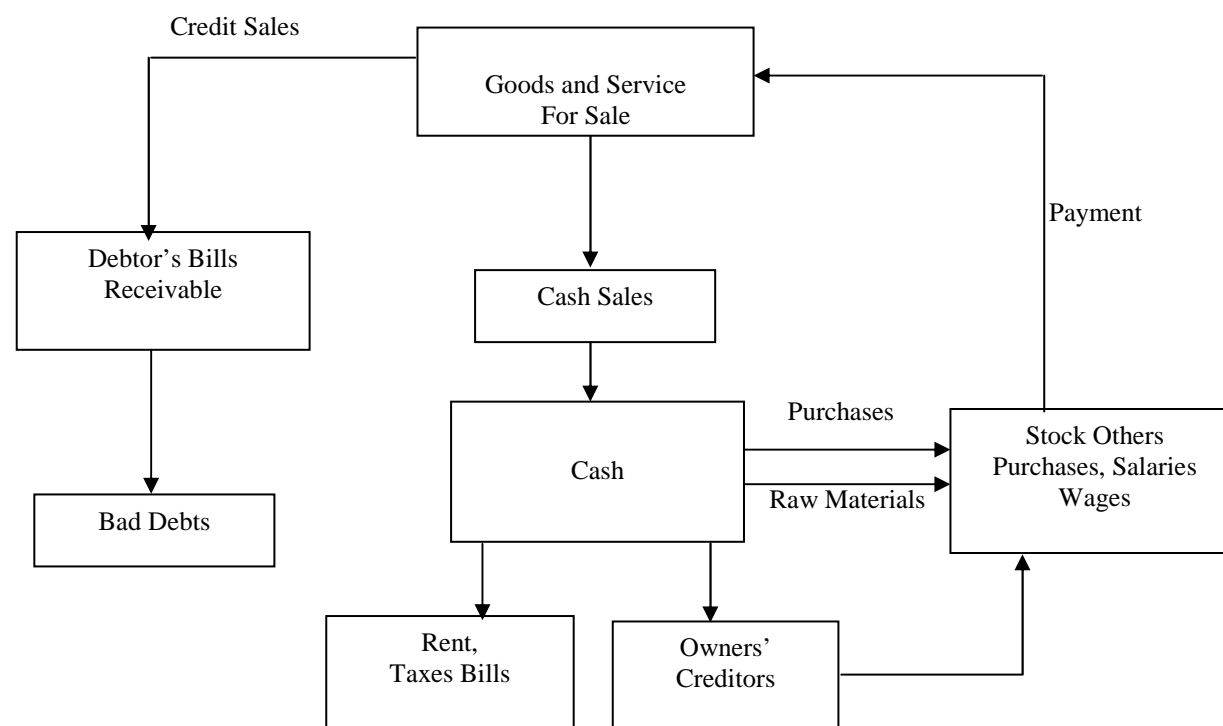 Credit Sales
Goods and Service
For Sale
Payment
Debtor’s Bills
Receivable
Cash Sales
Purchases
Stock Others
Purchases, Salaries
Wages
Cash
Raw Materials
Bad Debts
Rent,
Taxes Bills
Owners’
Creditors